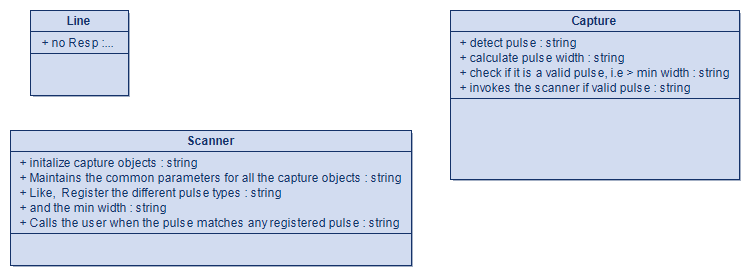 Line
+ no Resp :...
Capture
+ detect pulse : string
+ calculate pulse width : string
+ check if it is a valid pulse, i.e > min width : string
+ invokes the scanner if valid pulse : string
Scanner
+ initalize capture objects : string
+ Maintains the common parameters for all the capture objects : string
+ Like, Register the different pulse types : string
+ and the min width : string
+ Calls the user when the pulse matches any registered pulse : string